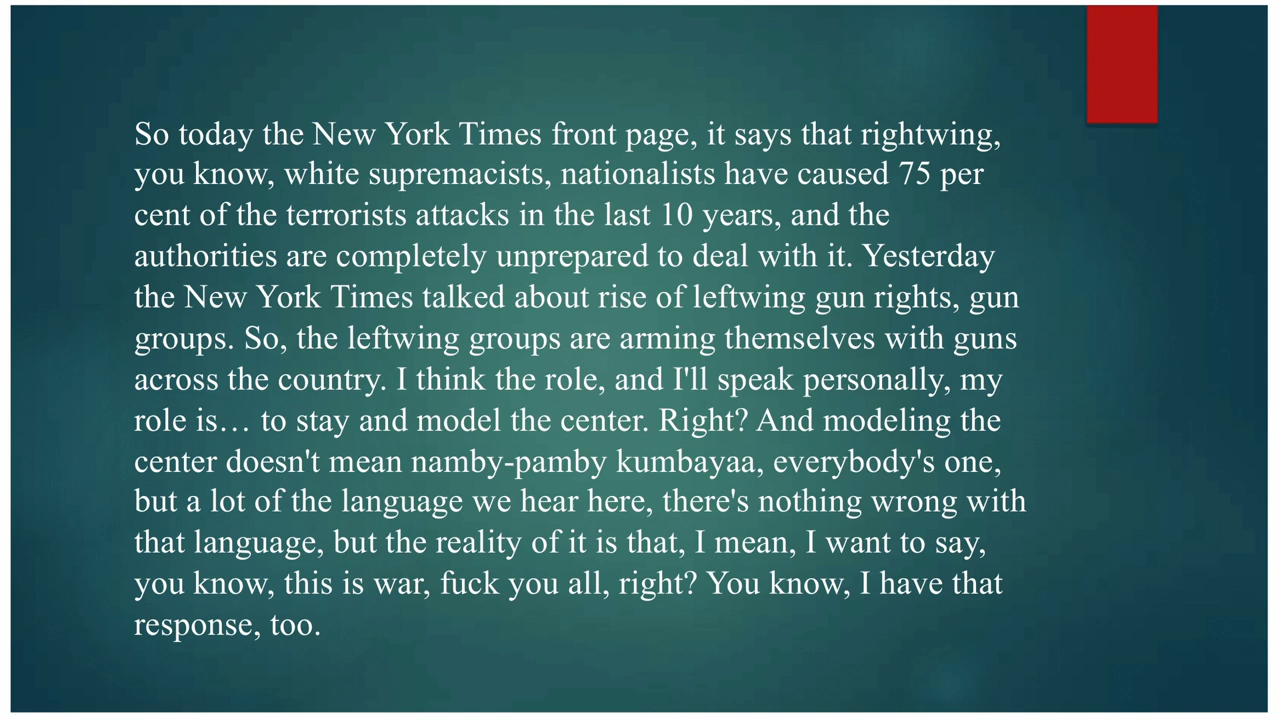 So today the New York Times front page, it says that rightwing,
you know, white supremacists, nationalists have caused 75 per
cent of the terrorists attacks in the last 10 years, and the
authorities are completely unprepared to deal with it. Yesterday
the New York Times talked about rise of leftwing gun rights, gun
groups. So, the leftwing groups are arming themselves with guns
across the country. I think the role, and I'll speak personally, my
role is… to stay and model the center. Right? And modeling the
center doesn't mean namby-pamby kumbayaa, everybody's one,
but a lot of the language we hear here, there's nothing wrong with
that language, but the reality of it is that, I mean, I want to say,
you know, this is war, fuck you all, right? You know, I have that
response, too.